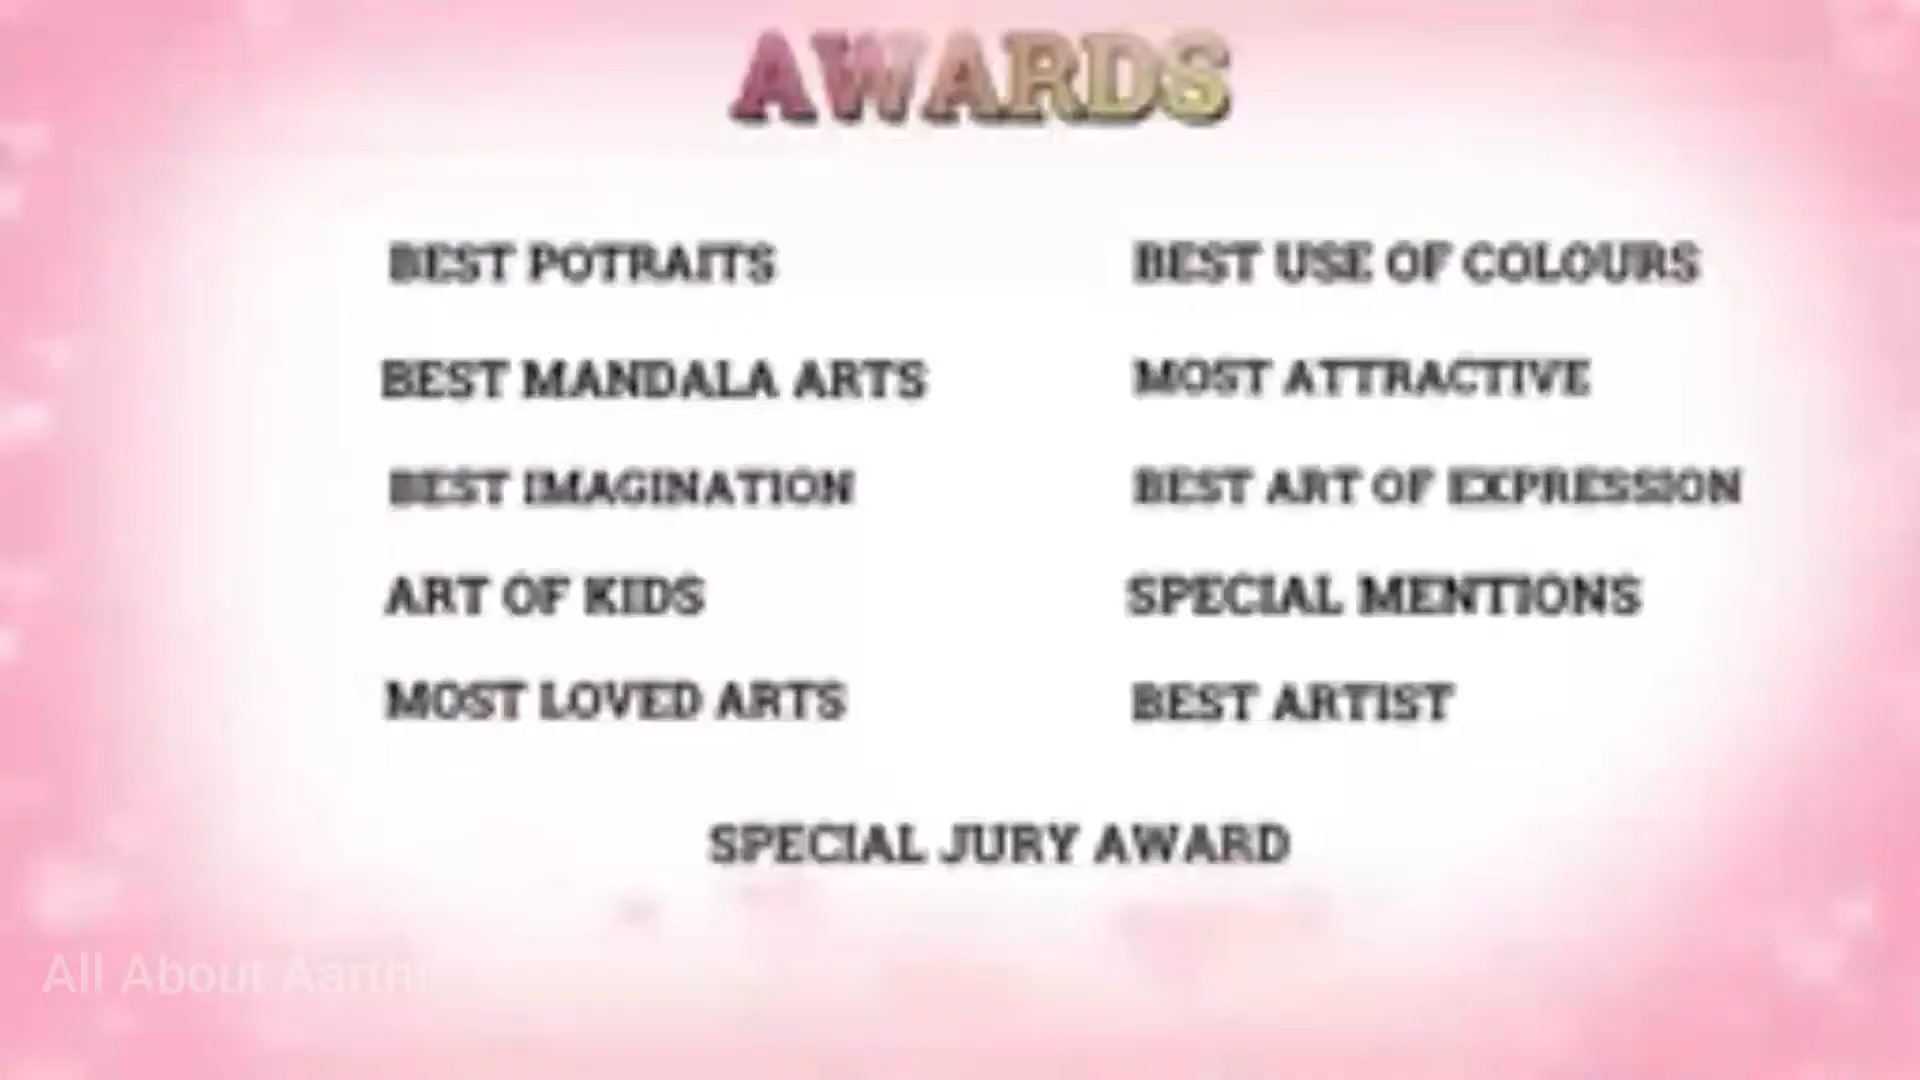 AWARDS
BEST POTRAITS
BEST MANDALA ARTS
BEST IMAGINATION
ART OF KIDS
MOST LOVED ARTS
BEST USE OF COLOURS
MOST ATTRACTIVE
BEST ART OF EXPRESSION
SPECIAL MENTIONS
BEST ARTIST
SPECIAL JURY AWARD
All About Aarthi